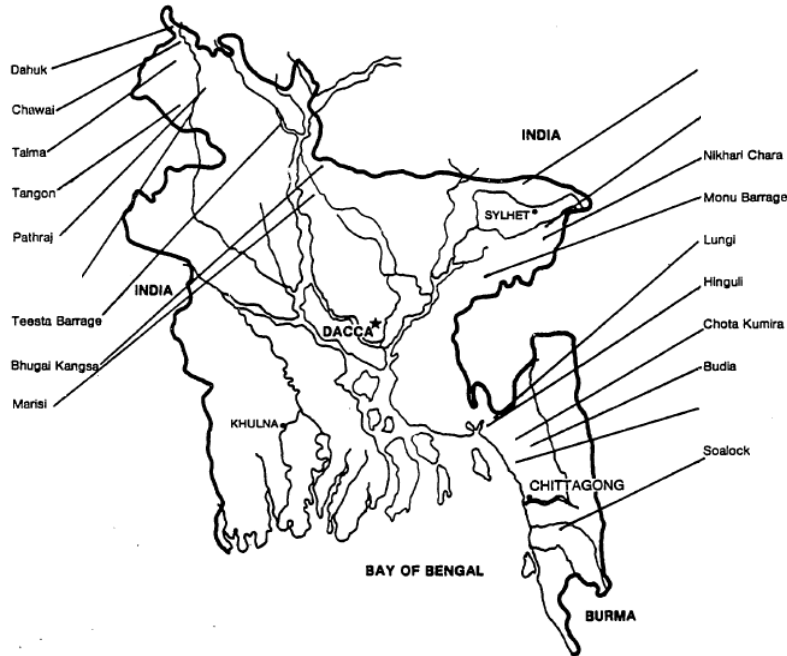 Dahuk
Chawai
Talma
Tangon
Pathraj
Teesta Barrage
Bhugai Kangsa
Marisi
INDIA
INDIA
SYLHET
DACCA
KHULNA
CHITTAGONG
BAY OF BENGAL
BURMA
Nikhari Chara
Monu Barrage
Lungi
Hinguli
Chota Kumira
Budia
Soalock